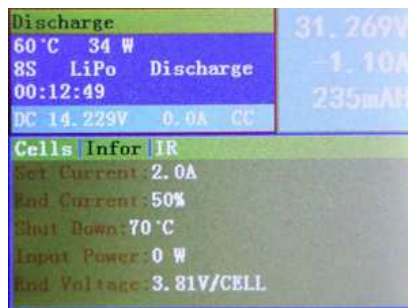 Discharge
60°C 34 W
8S LiPo Discharge
00:12:49
DC 14.229V 0.0A CC
31.269V
-1.10A
235mAH
Cells Infor IR
Set Current:2.0A
End Current:50%
Shut Down:70°C
Input Power:0 W
End Voltage:3.81V/CELL